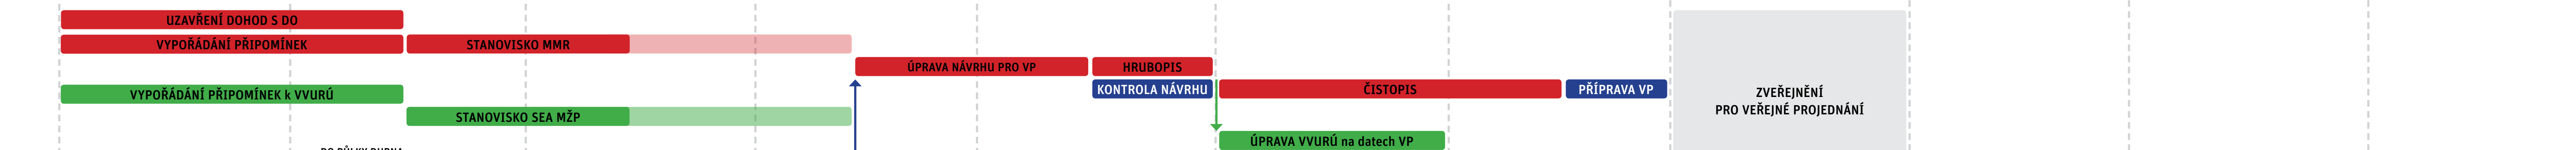 UZAVŘENÍ DOHOD S DO
VYPOŘÁDÁNÍ PŘIPOMÍNEK
STANOVISKO MMR
ÚPRAVA NÁVRHU PRO VP
HRUBOPIS
VYPOŘÁDÁNÍ PŘIPOMÍNEK k VVURÚ
KONTROLA NÁVRHU
ČISTOPIS
PŘÍPRAVA VP
ZVEŘEJNĚNÍ
PRO VEŘEJNÉ PROJEDNÁNÍ
STANOVISKO SEA MŽP
ÚPRAVA VVURÚ na datech VP